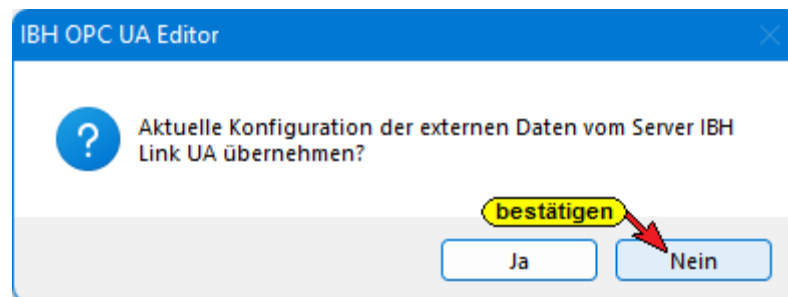 IBH OPC UA Editor
Aktuelle Konfiguration der externen Daten vom Server IBH
Link UA übernehmen?
bestätigen
Ja
Nein